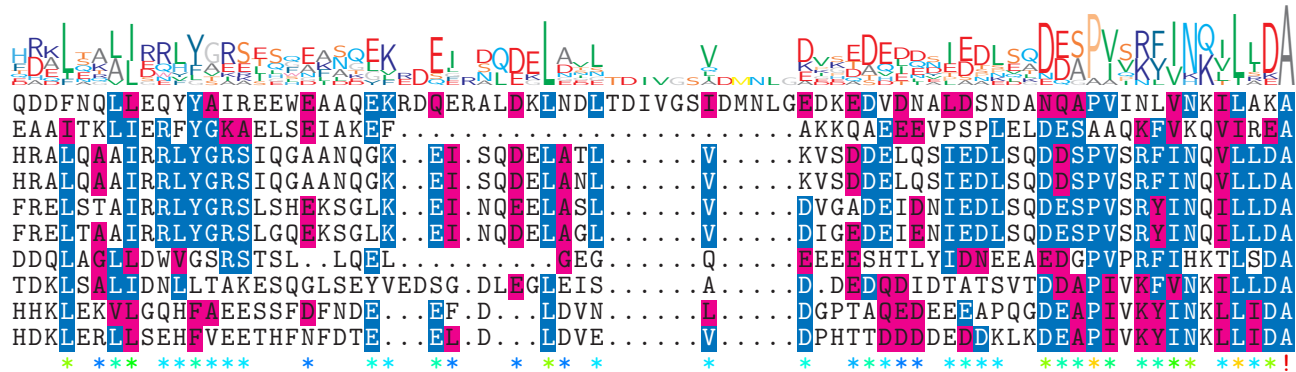 QDDFNQLLEQYYAIREEWEAAQEKRDQERALDKLNDLTDIVGSIDMNLGEDKEDVDNALDSNDANQAPVINLVNKILAKA
EAAITKLIERFYGKAELSEIAKEF.........................AKKQAEEEVPSPLELDESAAQKFVKQVIREA
HRALQAAIRRLYGRSIQGAANQGK..EI.SQDELATL......V.....KVSDDELQSIEDLSQDDSPVSRFINQVLLDA
HRALQAAIRRLYGRSIQGAANQGK..EI.SQDELANL......V.....KVSDDELQSIEDLSQDDSPVSRFINQVLLDA
FRELSTAIRRLYGRSLSHEKSGLK..EI.NQEELASL......V.....DVGADEIDNIEDLSQDESPVSRYINQILLDA
FRELTAAIRRLYGRSLGQEKSGLK..EI.NQDELAGL......V.....DIGEDEIENIEDLSQDESPVSRYINQILLDA
DDQLAGLLDWVGSRSTSL..LQEL..........GEG......Q.....EEEESHTLYIDNEEAEDGPVPRFIHKTLSDA
TDKLSALIDNLLTAKESQGLSEYVEDSG.DLEGLEIS......A.....D.DEDQDIDTATSVTDDAPIVKFVNKILLDA
HHKLEKVLGQHFAEESSFDFNDE...EF.D...LDVN......L.....DGPTAQEDEEEAPQGDEAPIVKYINKLLIDA
HDKLERLLSEHFVEETHFNFDTE...EL.D...LDVE......V.....DPHTTDDDDEDDKLKDEAPIVKYINKLLIDA
   * *** ******   *   **  **     ** *      *     *  ***** ****  ********** ****!